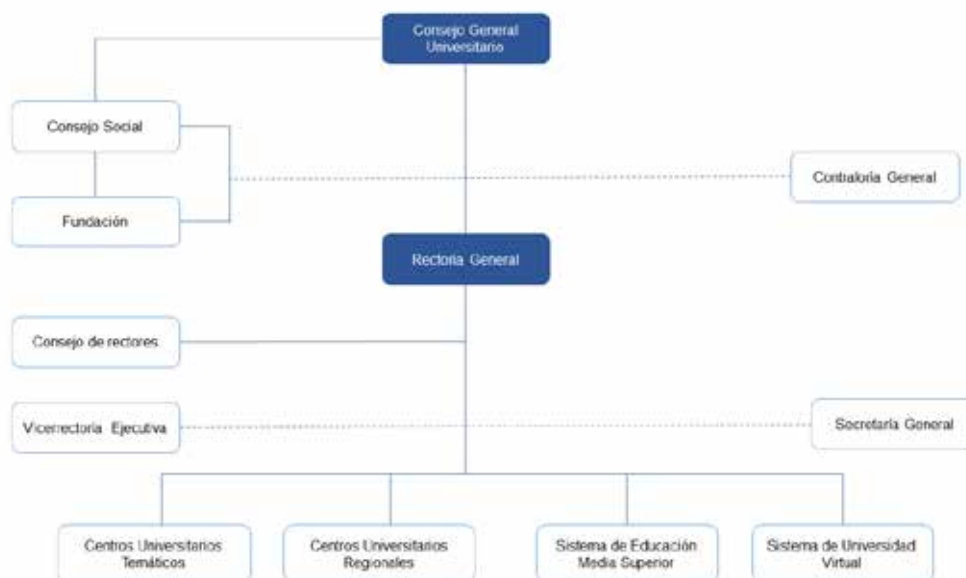 Consejo General
Universitario
Consejo Social
Contraloría General
Fundación
Rectoría General
Consejo de rectores
Vicerrectoría Ejecutiva
Secretaría General
Centros Universitarios
Temáticos
Centros Universitarios
Regionales
Sistema de Educación
Media Superior
Sistema de Universidad
Virtual